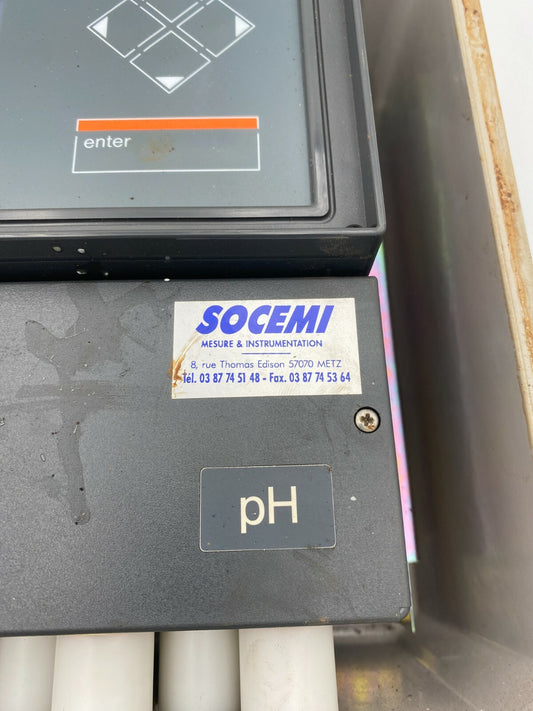 enter
SOCEMI
MESURE & INSTRUMENTATION
8, rue Thomas Edison 57070 METZ
Tél. 03 87 74 51 48 - Fax. 03 87 74 53 64
pH